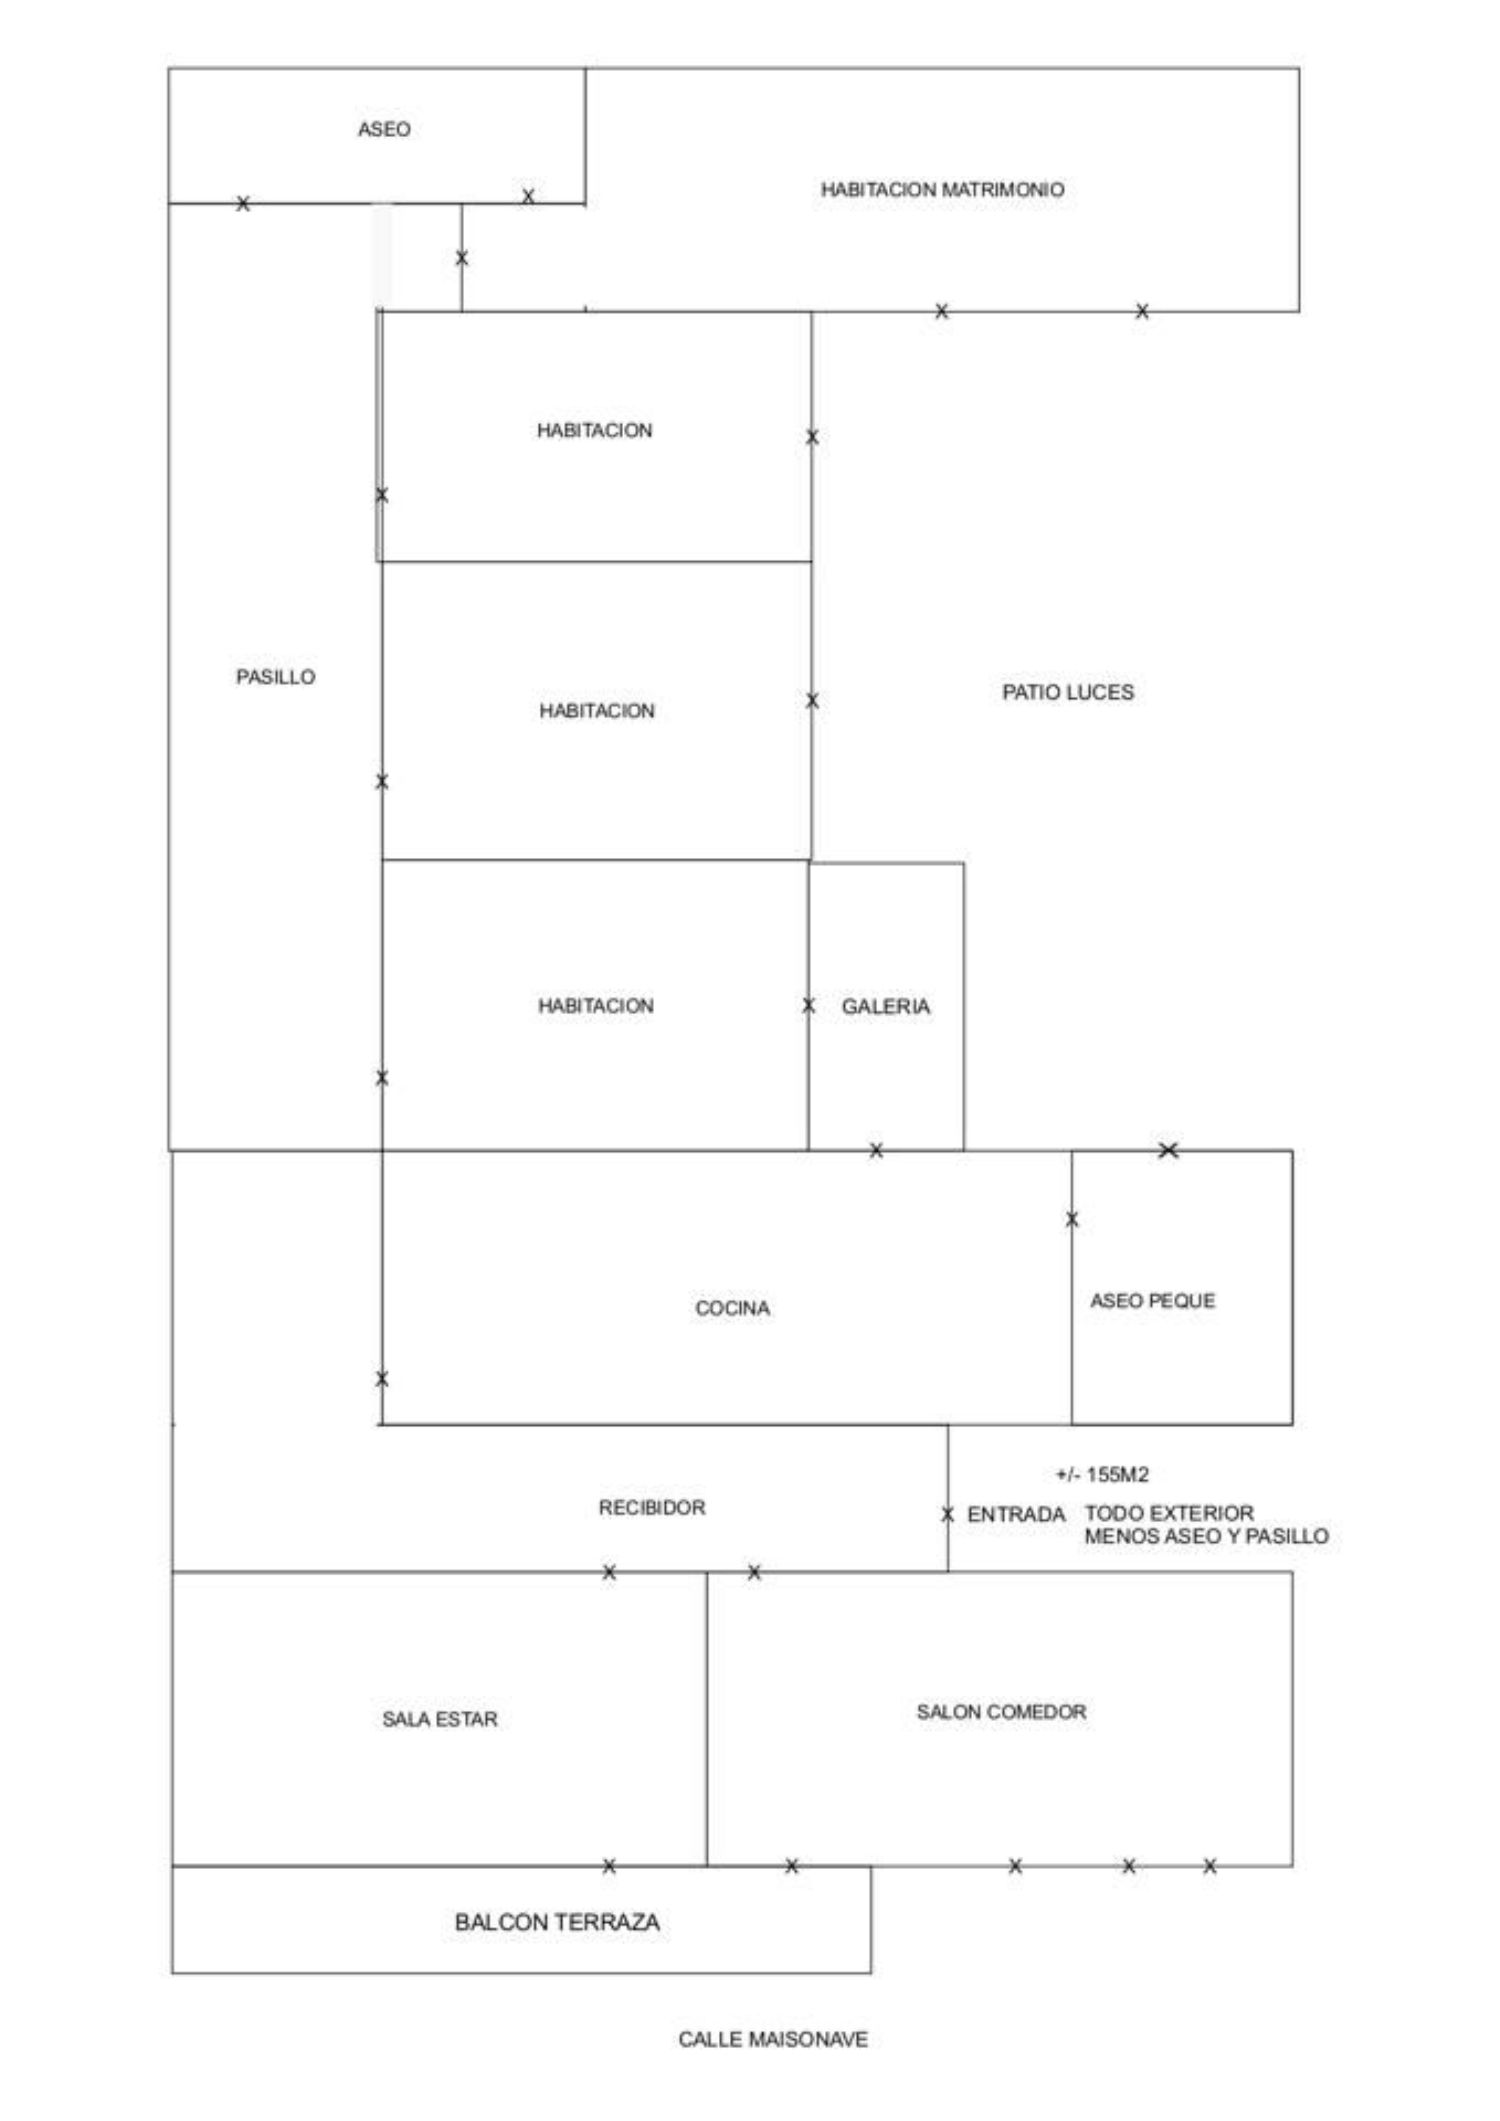 ASEO
HABITACION MATRIMONIO
HABITACION
PASILLO
HABITACION
PATIO LUCES
HABITACION
GALERIA
COCINA
ASEO PEQUE
+/- 155M2
RECIBIDOR
ENTRADA
TODO EXTERIOR
MENOS ASEO Y PASILLO
SALA ESTAR
SALON COMEDOR
BALCON TERRAZA
CALLE MAISONAVE